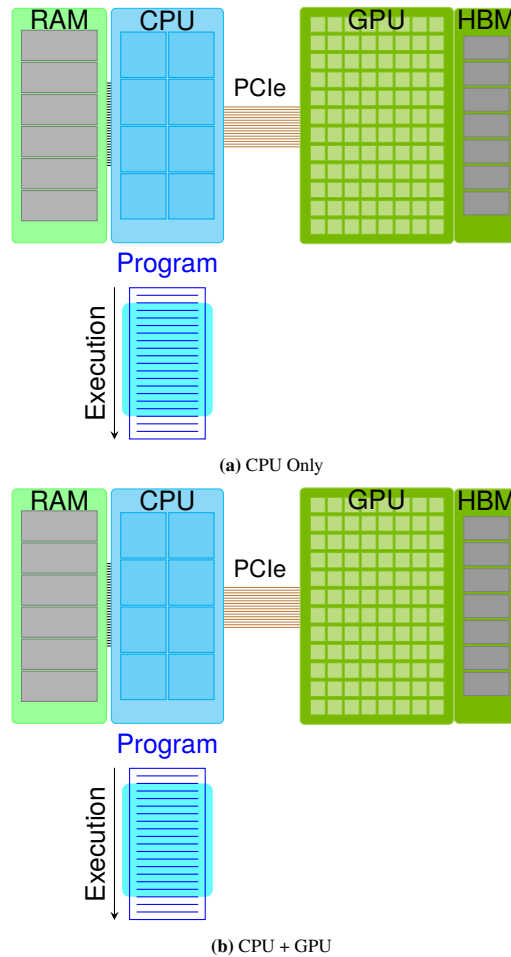 RAM CPU GPU HBM
PCIe
Program
Execution
(a) CPU Only
RAM CPU GPU HBM
PCIe
Program
Execution
(b) CPU + GPU